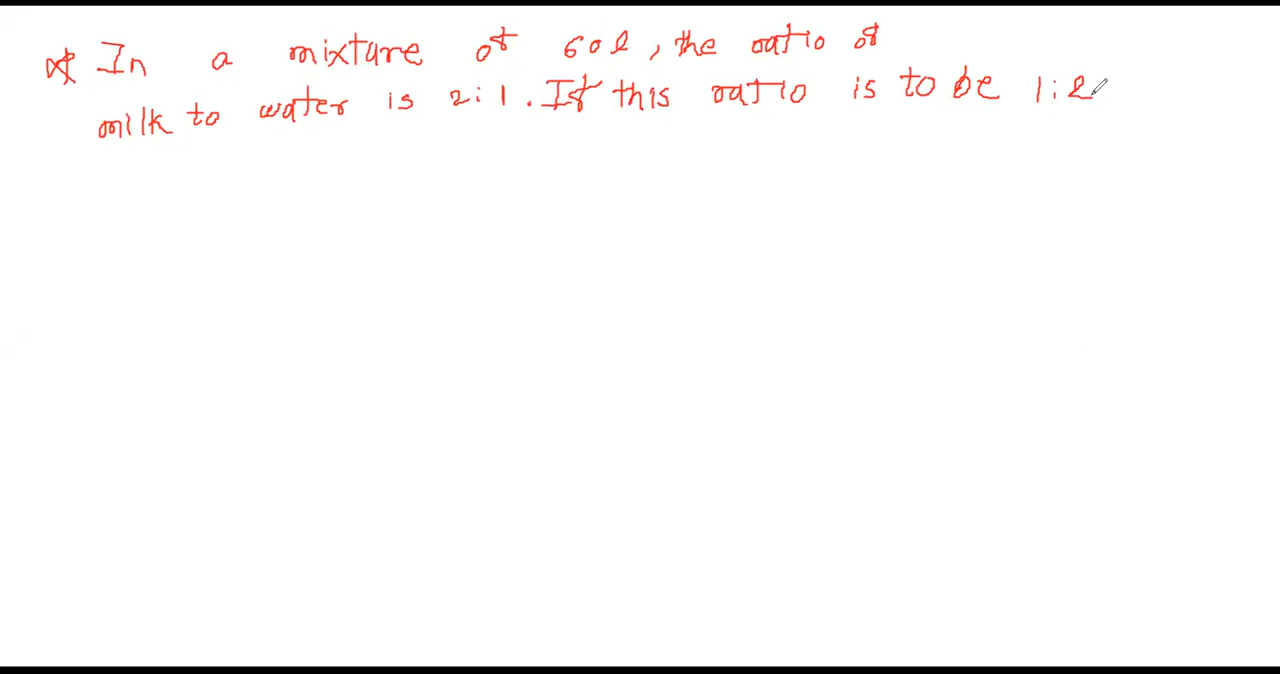 * In a mixture of 60l, the ratio of
milk to water is 2:1. If this ratio is to be 1:2